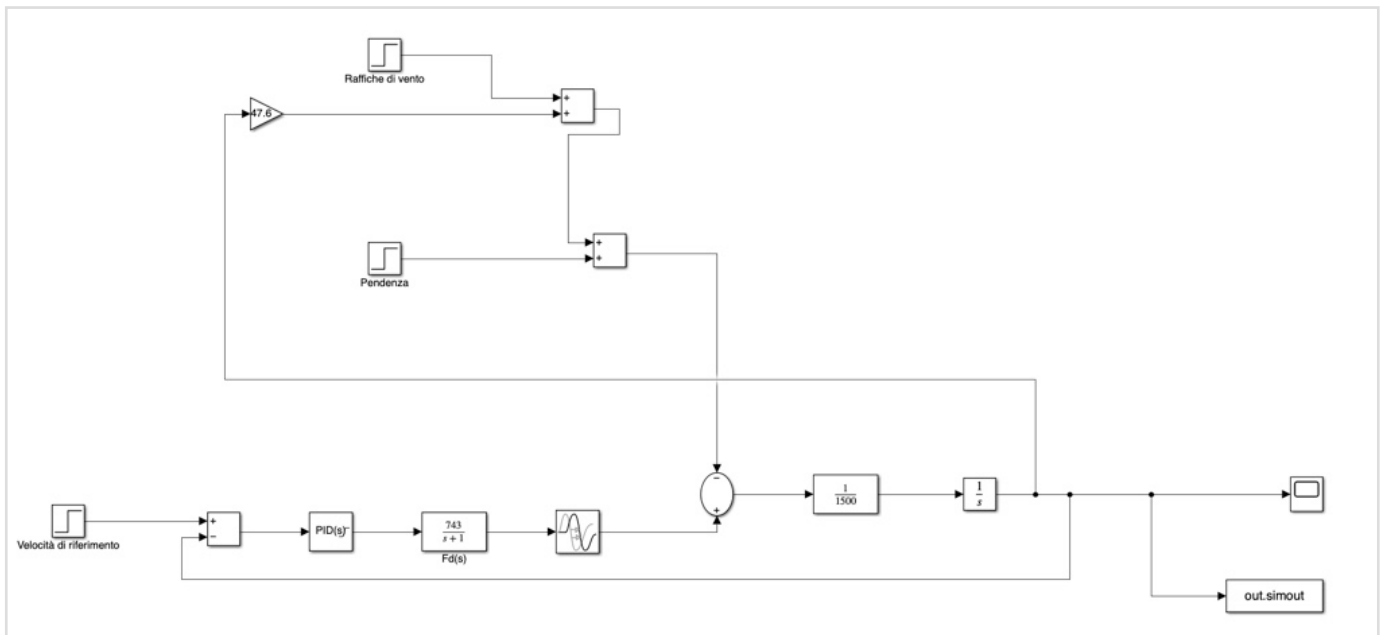 Raffiche di vento
47.6
+
+
+
+
Pendenza
−
+
1
1500
1
s
Velocità di riferimento
+
−
PID(s)
743
s + 1
Fd(s)
out.simout